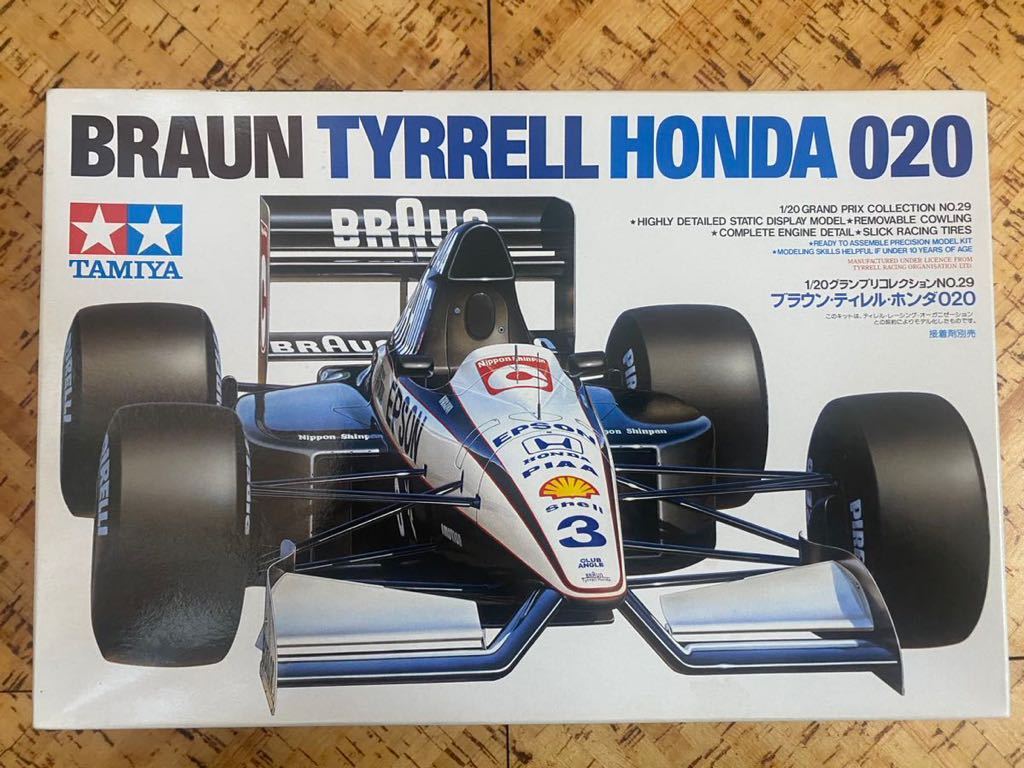 BRAUN TYRRELL HONDA 020
TAMIYA
1/20 GRAND PRIX COLLECTION NO.29
★HIGHLY DETAILED STATIC DISPLAY MODEL★REMOVABLE COWLING
★COMPLETE ENGINE DETAIL★SLICK RACING TIRES
★READY TO ASSEMBLE PRECISION MODEL KIT
★MODELING SKILLS HELPFUL IF UNDER 10 YEARS OF AGE
MANUFACTURED UNDER LICENCE FROM
TYRRELL RACING ORGANISATION LTD.
1/20グランプリコレクションNO.29
ブラウン・ティレル・ホンダ020
このキットは、ティレル・レーシング・オーガニゼーション
との契約によりモデル化したものです。
接着剤別売
BRAUN
BRAUN
Nippon Shinpan
EPSON
BRAUN
Nippon Shinpan
Nippon Shinpan
EPSON
HONDA
PIAA
Shell
3
CLUB
ANGLE
BRAUN
Tyrrell Honda
PIRELLI
PIRELLI